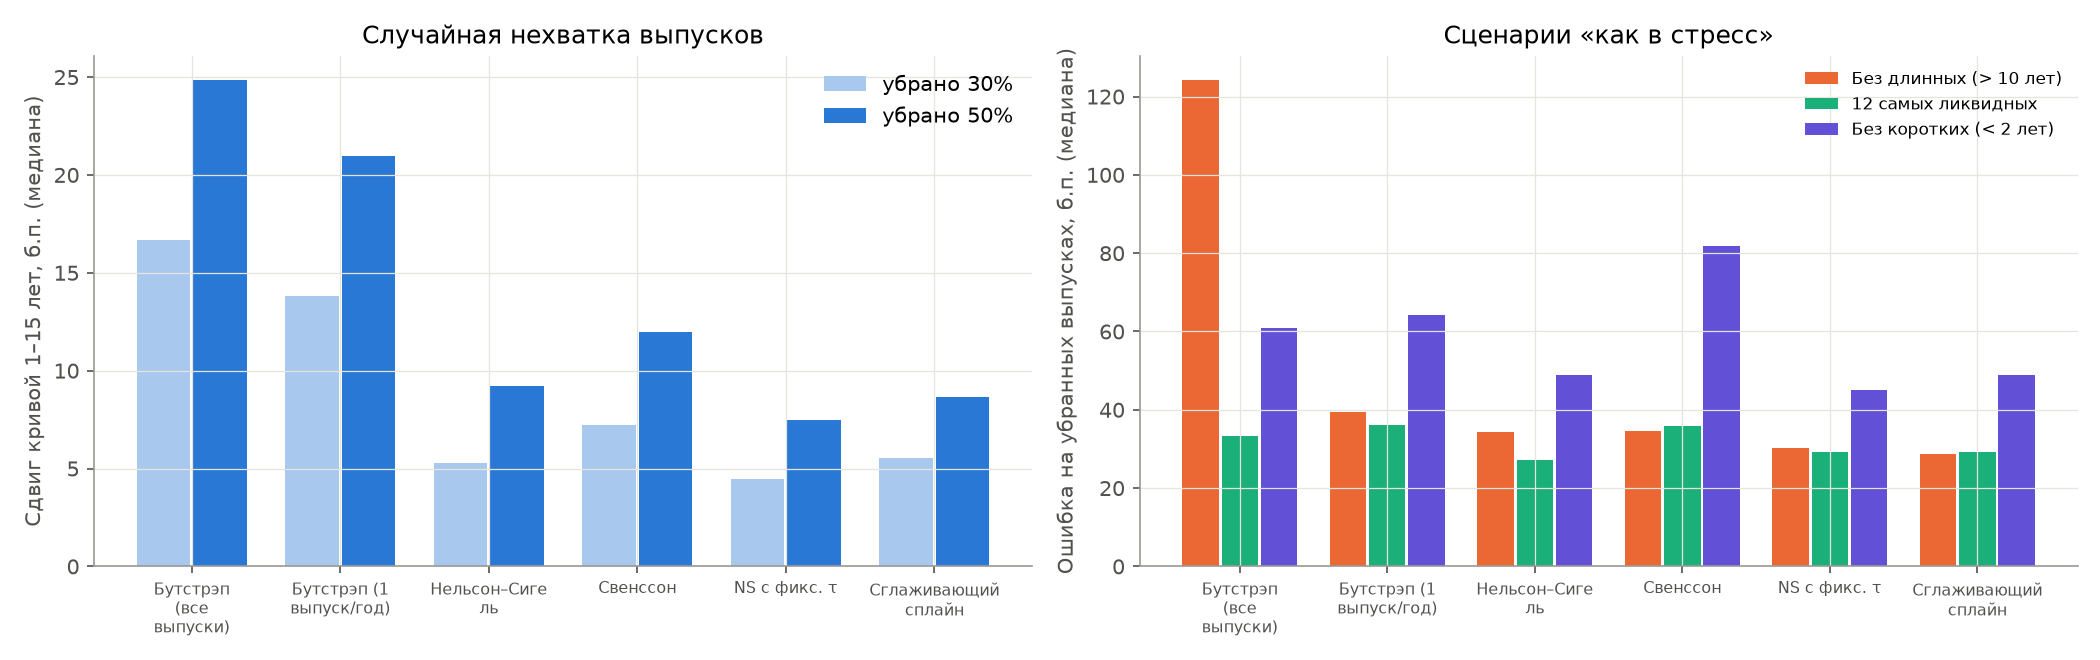 Случайная нехватка выпусков
Сдвиг кривой 1–15 лет, б.п. (медиана)
25
20
15
10
5
0
убрано 30%
убрано 50%
Бутстрэп
(все
выпуски)
Бутстрэп (1
выпуск/год)
Нельсон–Сиге
ль
Свенссон
NS с фикс. τ
Сглаживающий
сплайн
Сценарии «как в стресс»
Ошибка на убранных выпусках, б.п. (медиана)
120
100
80
60
40
20
0
Без длинных (> 10 лет)
12 самых ликвидных
Без коротких (< 2 лет)
Бутстрэп
(все
выпуски)
Бутстрэп (1
выпуск/год)
Нельсон–Сиге
ль
Свенссон
NS с фикс. τ
Сглаживающий
сплайн